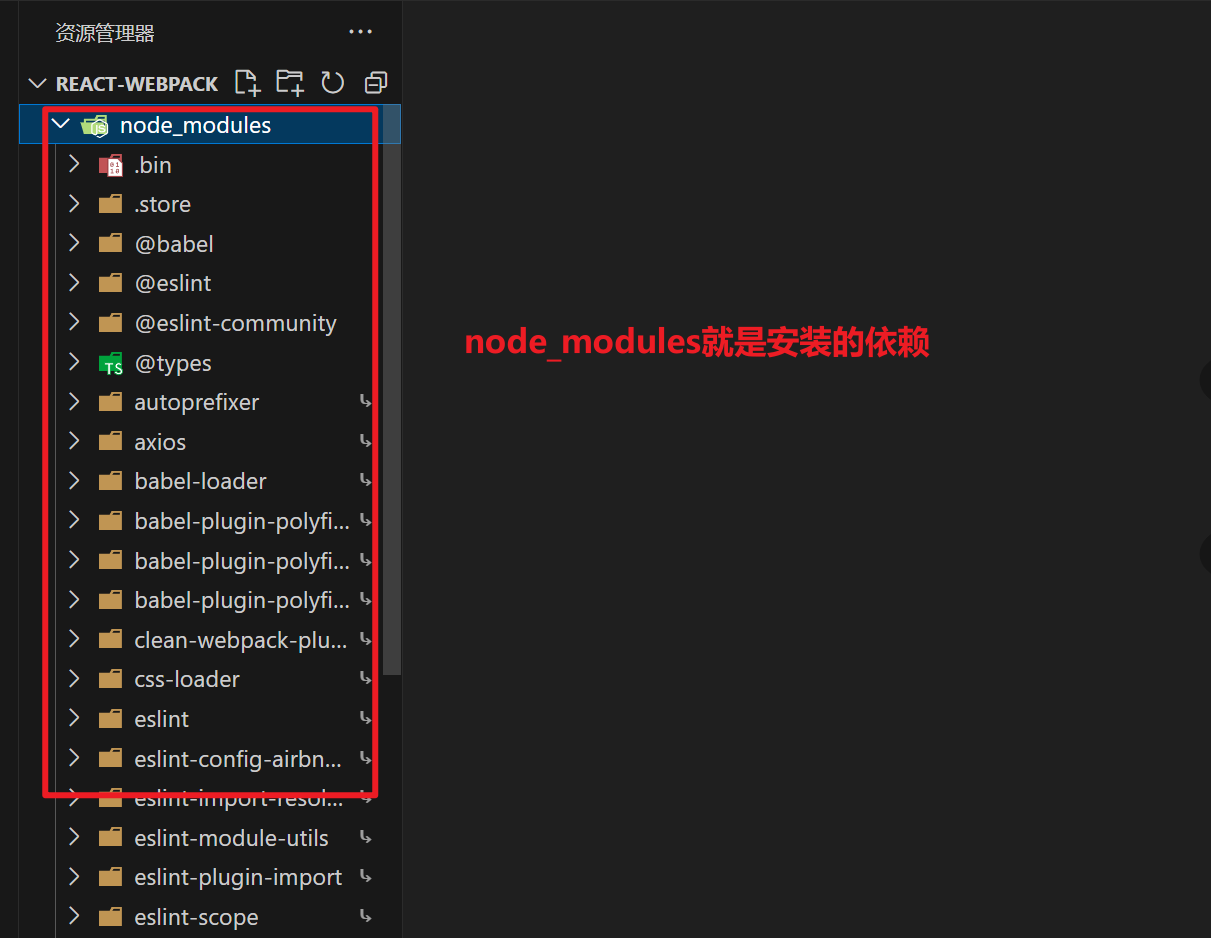 资源管理器
REACT-WEBPACK
node_modules
.bin
.store
@babel
@eslint
@eslint-community
@types
autoprefixer
axios
babel-loader
babel-plugin-polyfi...
babel-plugin-polyfi...
babel-plugin-polyfi...
clean-webpack-plu...
css-loader
eslint
eslint-config-airbn...
eslint-import-resol...
eslint-module-utils
eslint-plugin-import
eslint-scope
node_modules就是安装的依赖